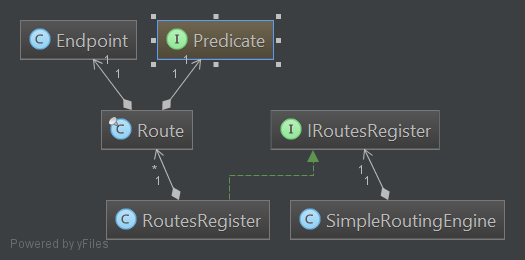 C Endpoint
I Predicate
1
1
1
1
C Route
I IRoutesRegister
*
1
1
1
C RoutesRegister
C SimpleRoutingEngine
Powered by yFiles